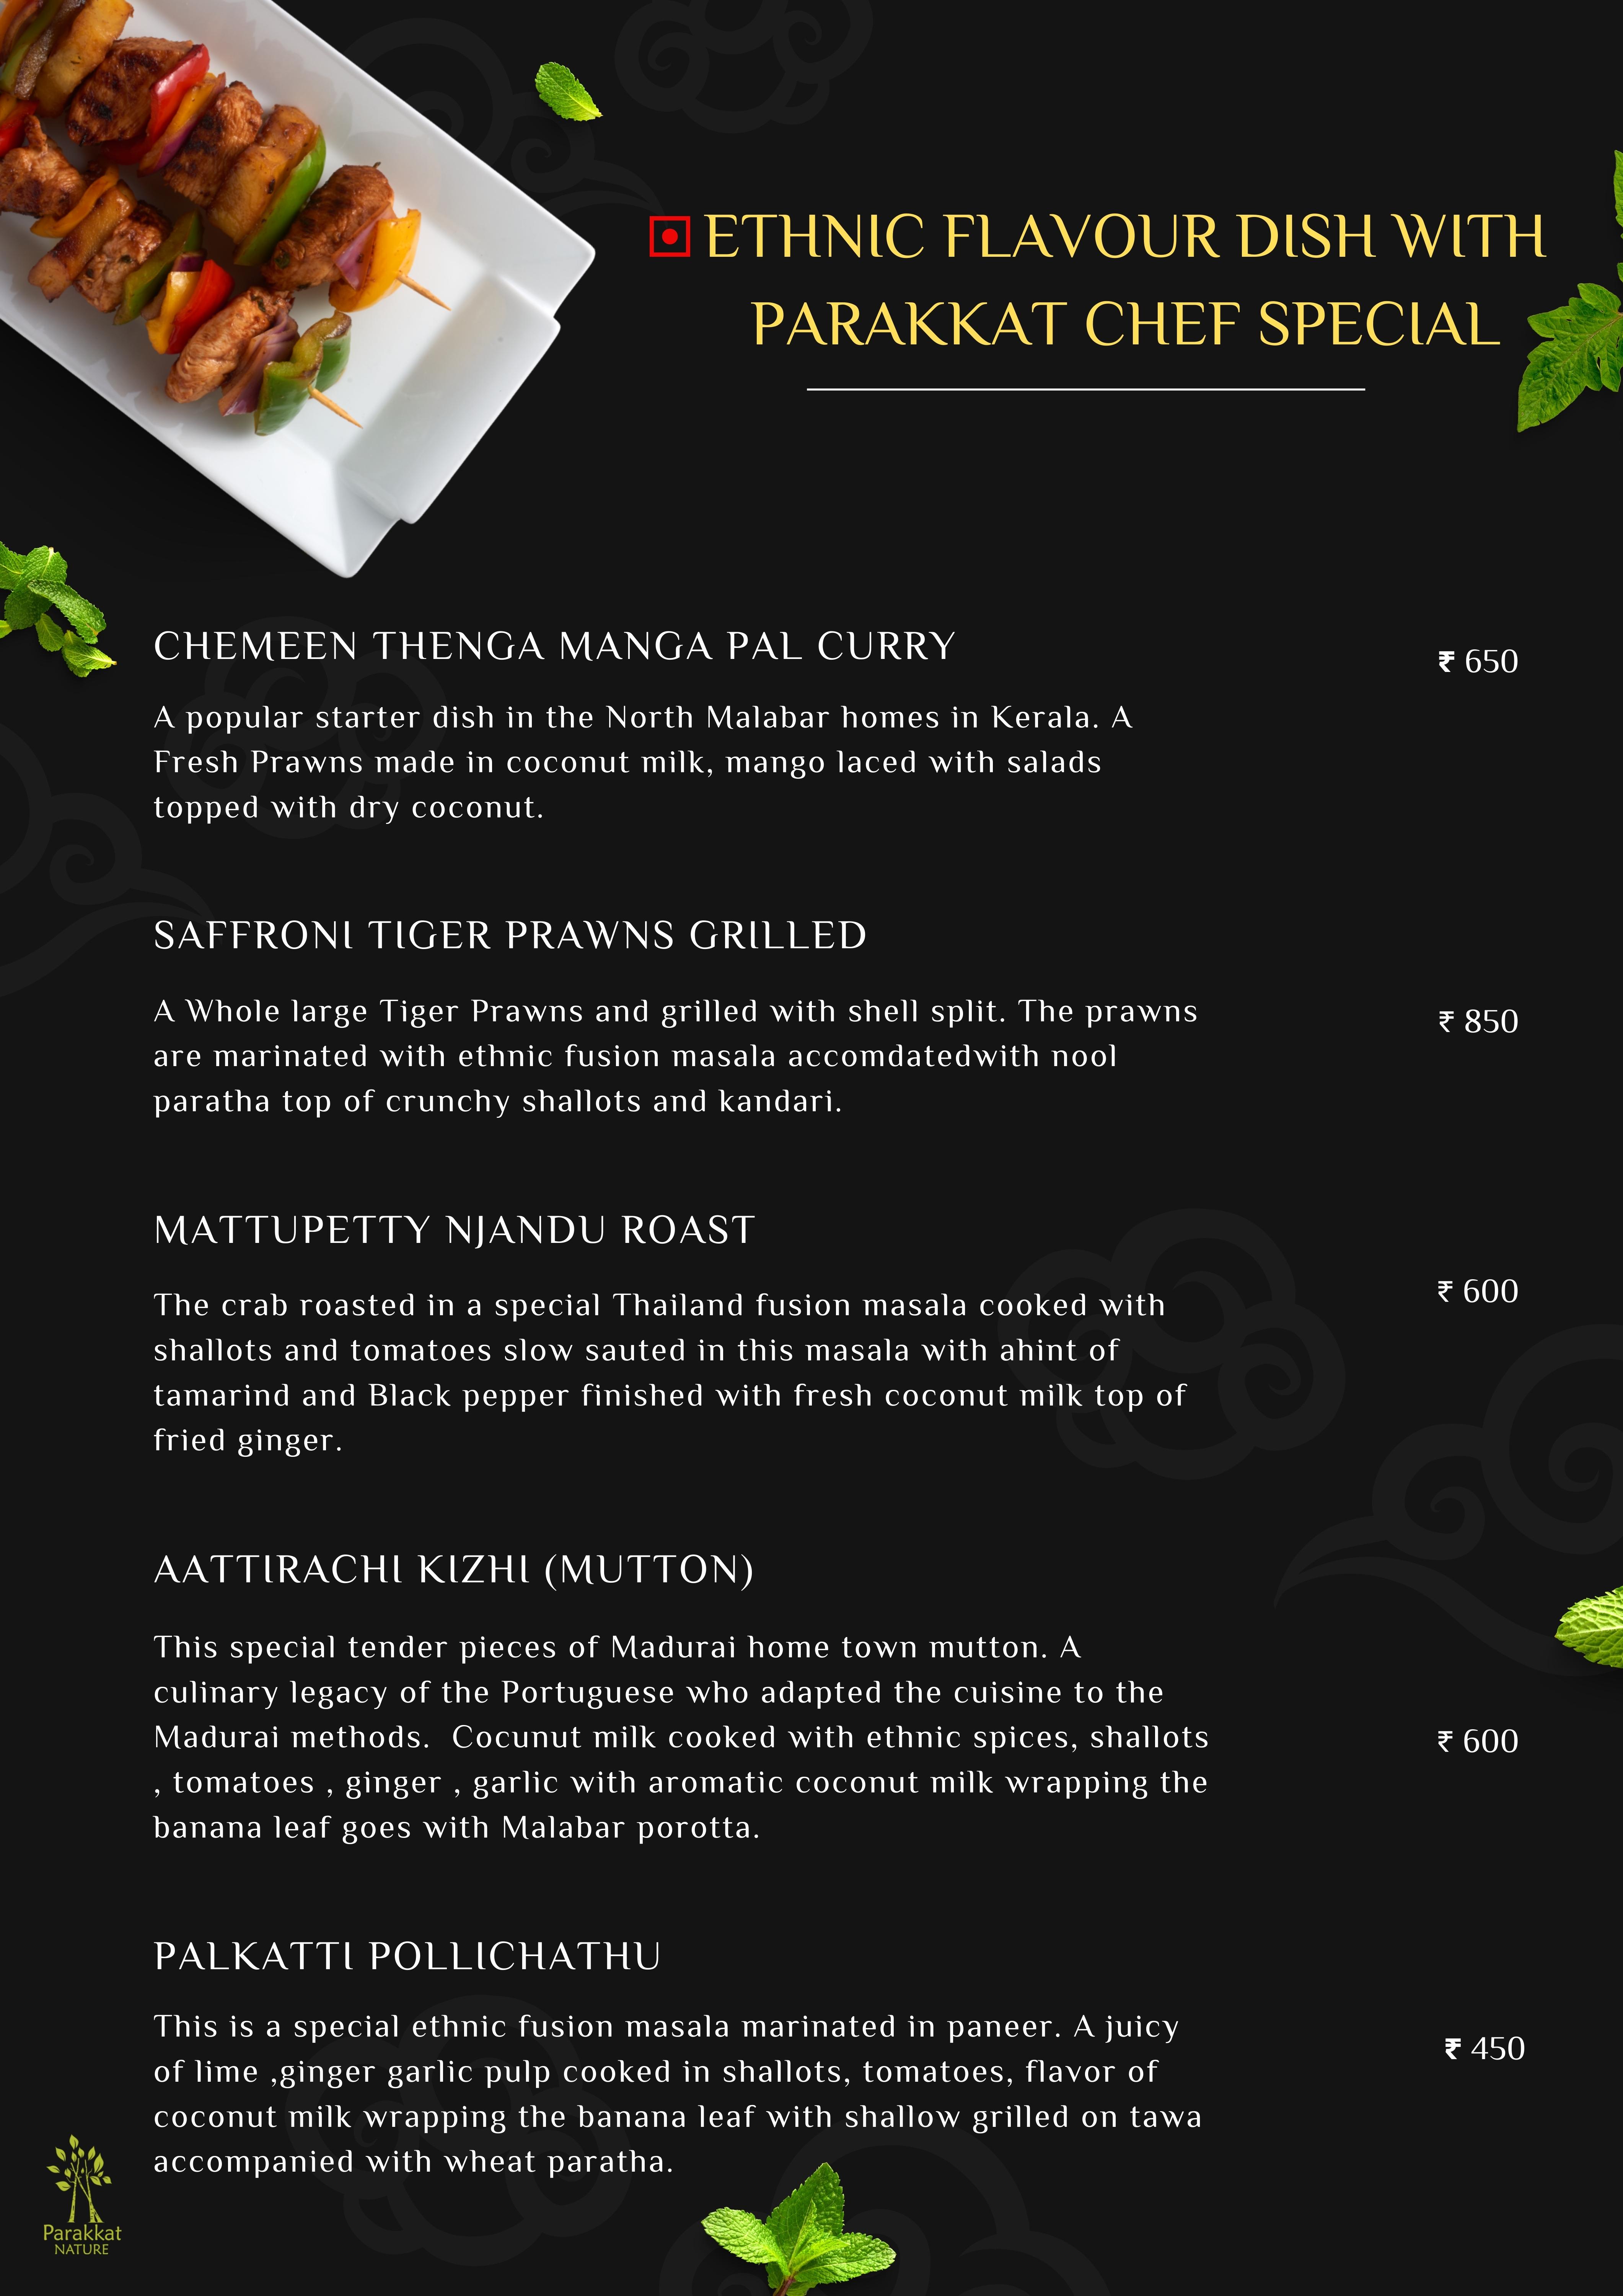 ETHNIC FLAVOUR DISH WITH
PARAKKAT CHEF SPECIAL
CHEMEEN THENGA MANGA PAL CURRY
₹ 650
A popular starter dish in the North Malabar homes in Kerala. A
Fresh Prawns made in coconut milk, mango laced with salads
topped with dry coconut.
SAFFRONI TIGER PRAWNS GRILLED
A Whole large Tiger Prawns and grilled with shell split. The prawns
₹ 850
are marinated with ethnic fusion masala accomdatedwith nool
paratha top of crunchy shallots and kandari.
MATTUPETTY NJANDU ROAST
₹ 600
The crab roasted in a special Thailand fusion masala cooked with
shallots and tomatoes slow sauted in this masala with ahint of
tamarind and Black pepper finished with fresh coconut milk top of
fried ginger.
AATTIRACHI KIZHI (MUTTON)
This special tender pieces of Madurai home town mutton. A
culinary legacy of the Portuguese who adapted the cuisine to the
Madurai methods.  Cocunut milk cooked with ethnic spices, shallots
₹ 600
, tomatoes , ginger , garlic with aromatic coconut milk wrapping the
banana leaf goes with Malabar porotta.
PALKATTI POLLICHATHU
This is a special ethnic fusion masala marinated in paneer. A juicy
₹ 450
of lime ,ginger garlic pulp cooked in shallots, tomatoes, flavor of
coconut milk wrapping the banana leaf with shallow grilled on tawa
accompanied with wheat paratha.
Parakkat
NATURE